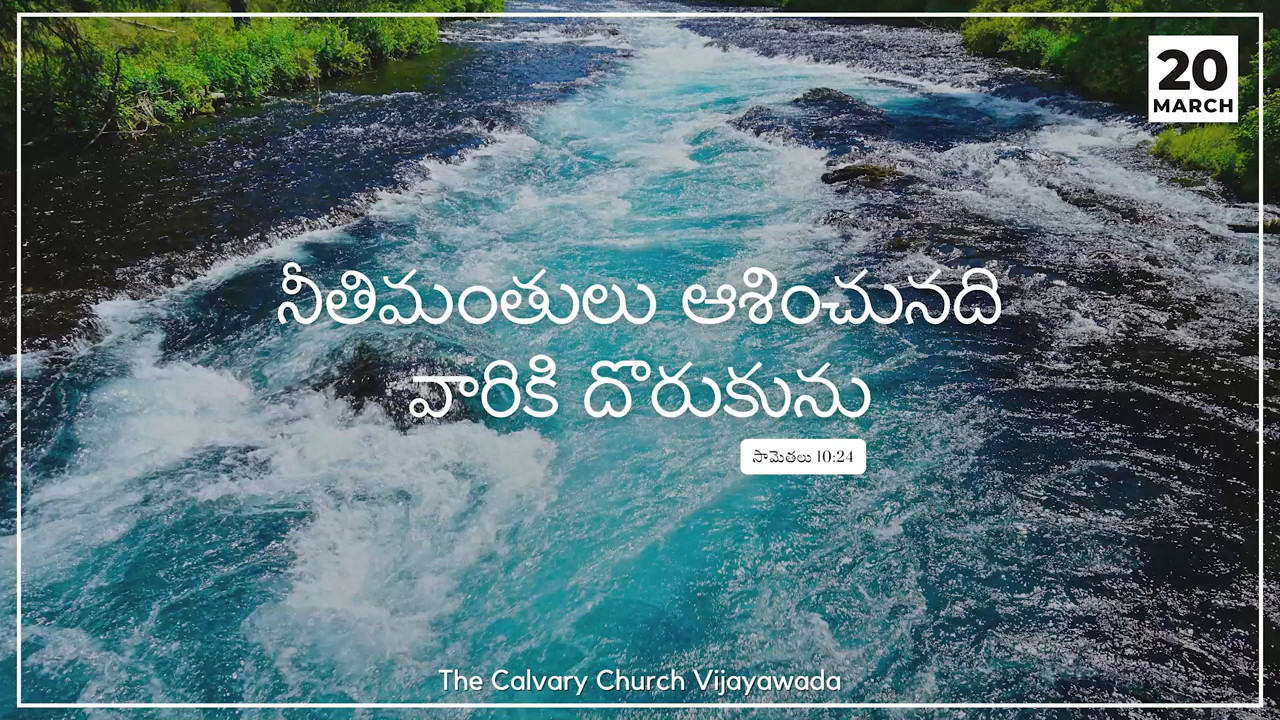 20
MARCH
నీతిమంతులు ఆశించునది
వారికి దొరుకును
సామెతలు 10:24
The Calvary Church Vijayawada